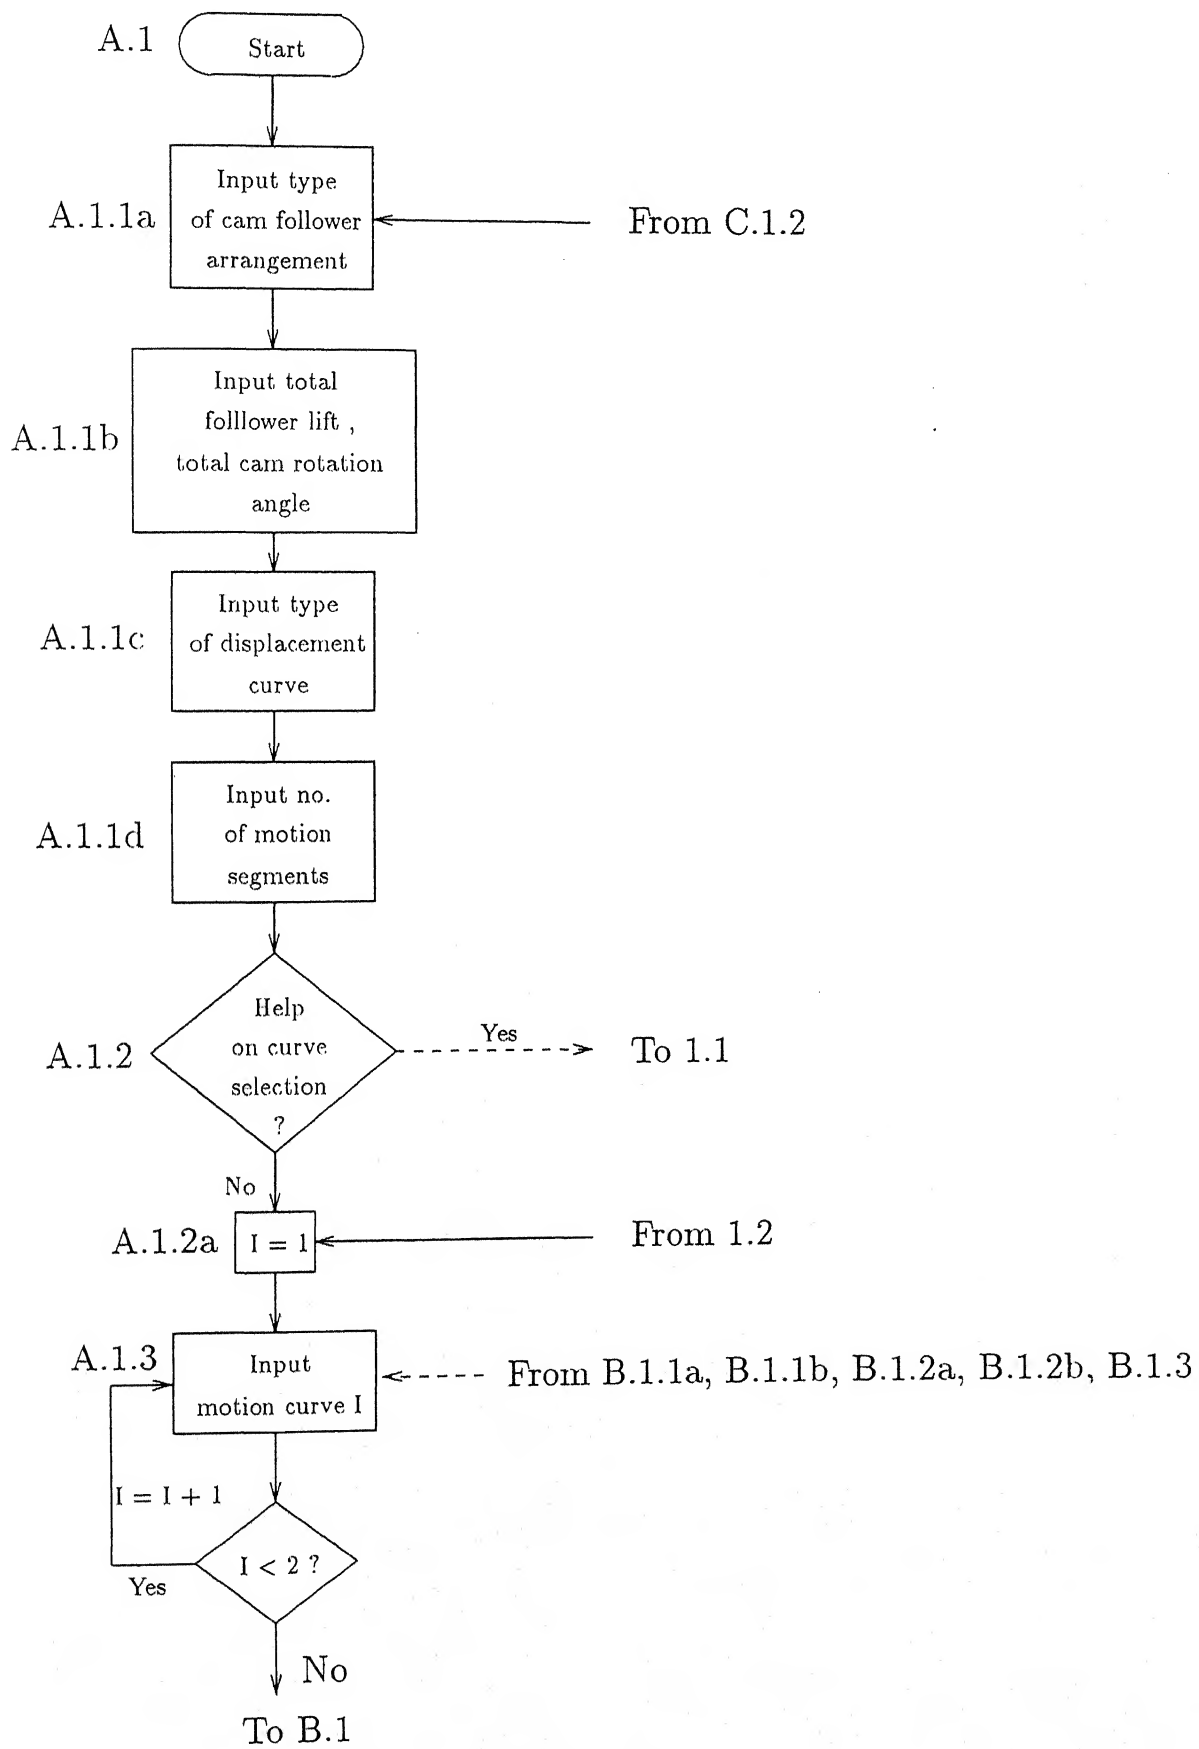 A.1
Start
A.1.1a
Input type
of cam follower
arrangement
From C.1.2
A.1.1b
Input total
folllower lift ,
total cam rotation
angle
A.1.1c
Input type
of displacement
curve
A.1.1d
Input no.
of motion
segments
A.1.2
Help
on curve
selection
?
Yes
To 1.1
No
A.1.2a
I = 1
From 1.2
A.1.3
Input
motion curve I
From B.1.1a, B.1.1b, B.1.2a, B.1.2b, B.1.3
I = I + 1
I < 2 ?
Yes
No
To B.1